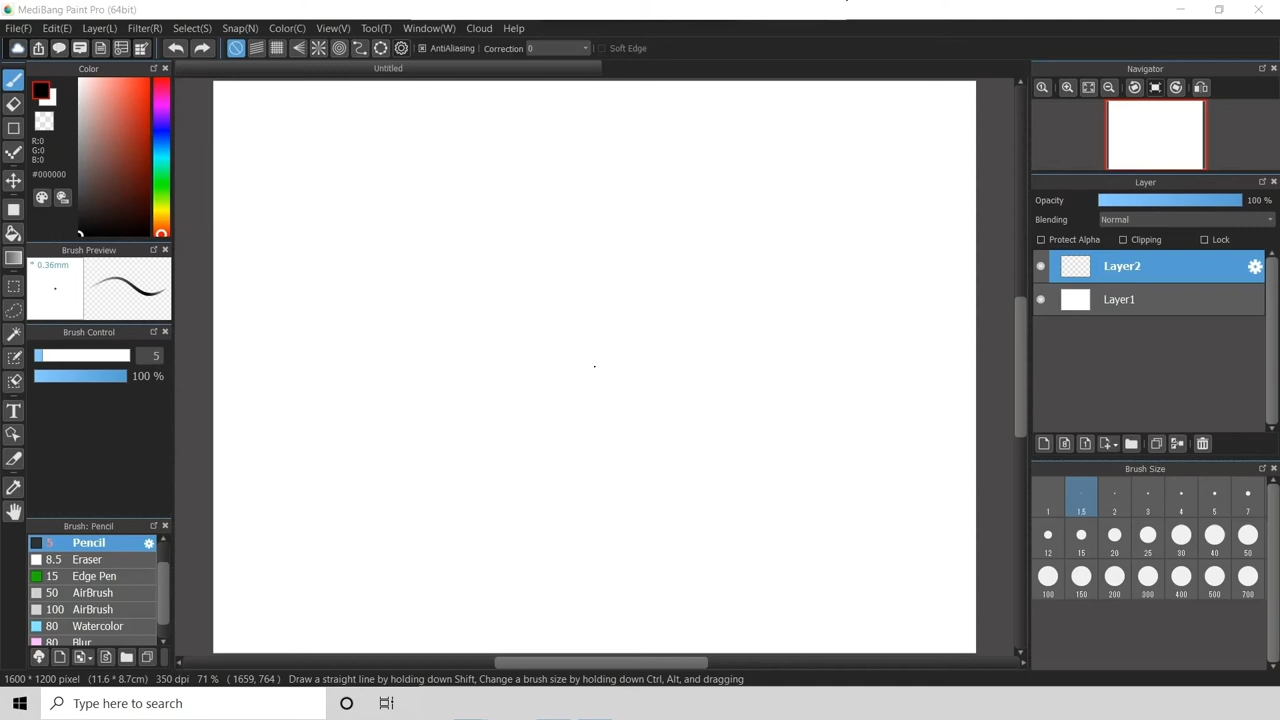 MediBang Paint Pro (64bit)
File(F) Edit(E) Layer(L) Filter(R) Select(S) Snap(N) Color(C) View(V) Tool(T) Window(W) Cloud Help
AntiAliasing Correction 0 Soft Edge
Color
Untitled
Navigator
R:0
G:0
B:0
#000000
Layer
Opacity 100 %
Blending Normal
Protect Alpha Clipping Lock
Brush Preview
* 0.36mm
Layer2
Layer1
Brush Control
5
100 %
Brush Size
1 1.5 2 3 4 5 7
12 15 20 25 30 40 50
100 150 200 300 400 500 700
Brush: Pencil
5 Pencil
8.5 Eraser
15 Edge Pen
50 AirBrush
100 AirBrush
80 Watercolor
80 Blur
1600 * 1200 pixel (11.6 * 8.7cm) 350 dpi 71 % ( 1659, 764 ) Draw a straight line by holding down Shift, Change a brush size by holding down Ctrl, Alt, and dragging
Type here to search